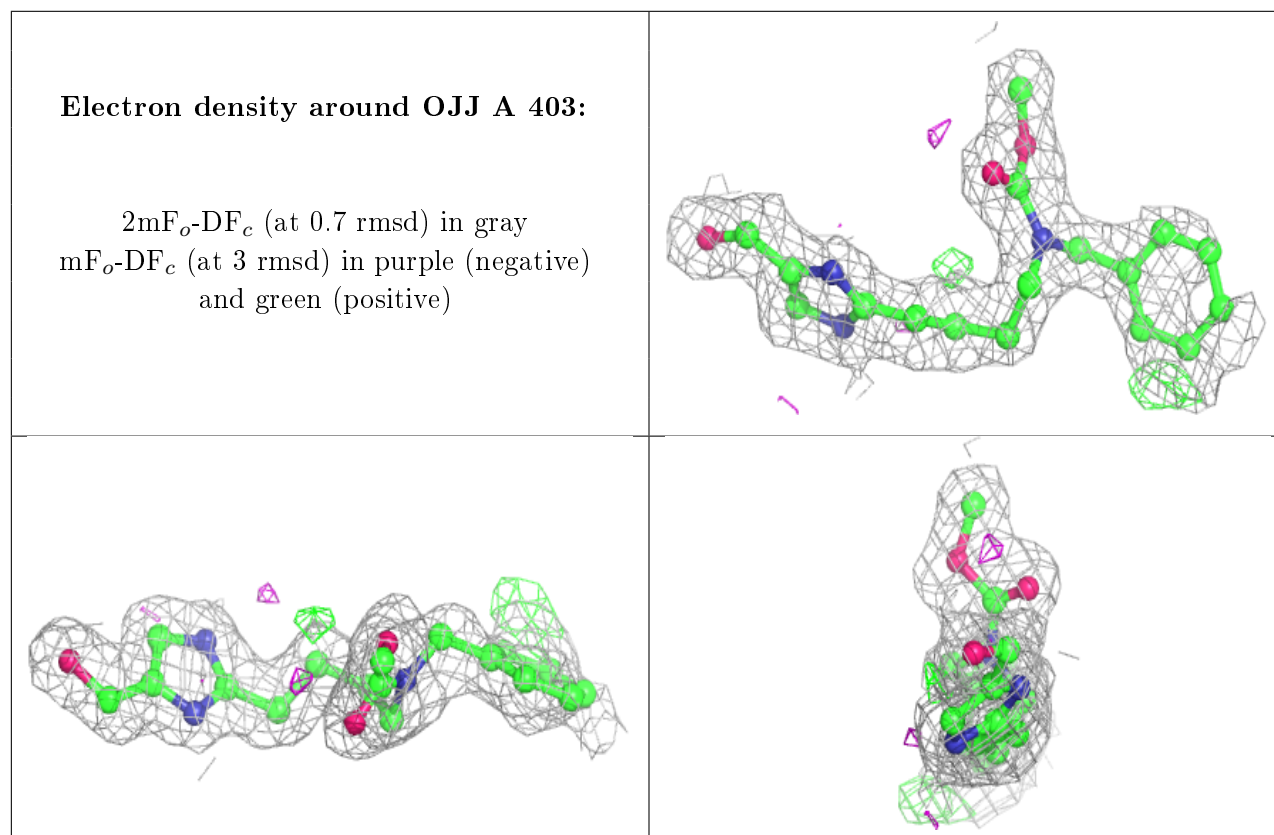 Electron density around OJJ A 403:
2mFₒ-DF𝒸 (at 0.7 rmsd) in gray
mFₒ-DF𝒸 (at 3 rmsd) in purple (negative)
and green (positive)